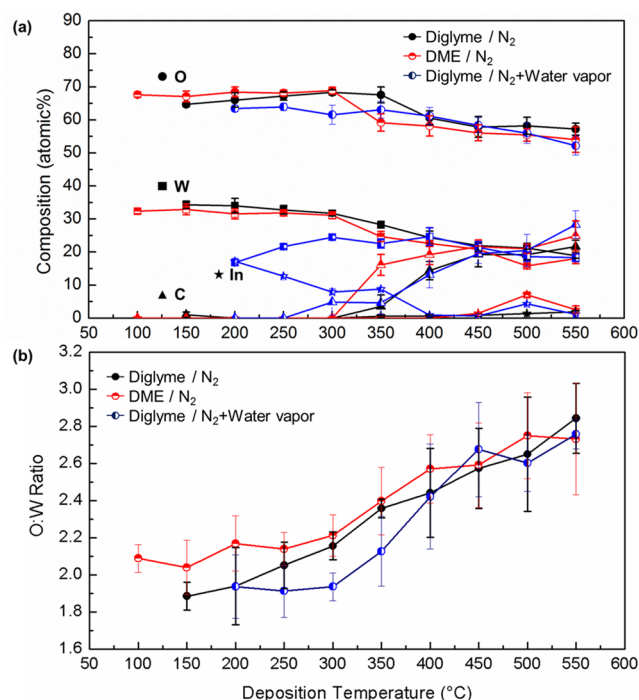 (a)
90
80
70
60
50
40
30
20
10
0
Composition (atomic%)
O
W
In
C
Diglyme / N₂
DME / N₂
Diglyme / N₂+Water vapor
50 100 150 200 250 300 350 400 450 500 550 600
(b)
3.2
3.0
2.8
2.6
2.4
2.2
2.0
1.8
1.6
O:W Ratio
Diglyme / N₂
DME / N₂
Diglyme / N₂+Water vapor
50 100 150 200 250 300 350 400 450 500 550 600
Deposition Temperature (°C)